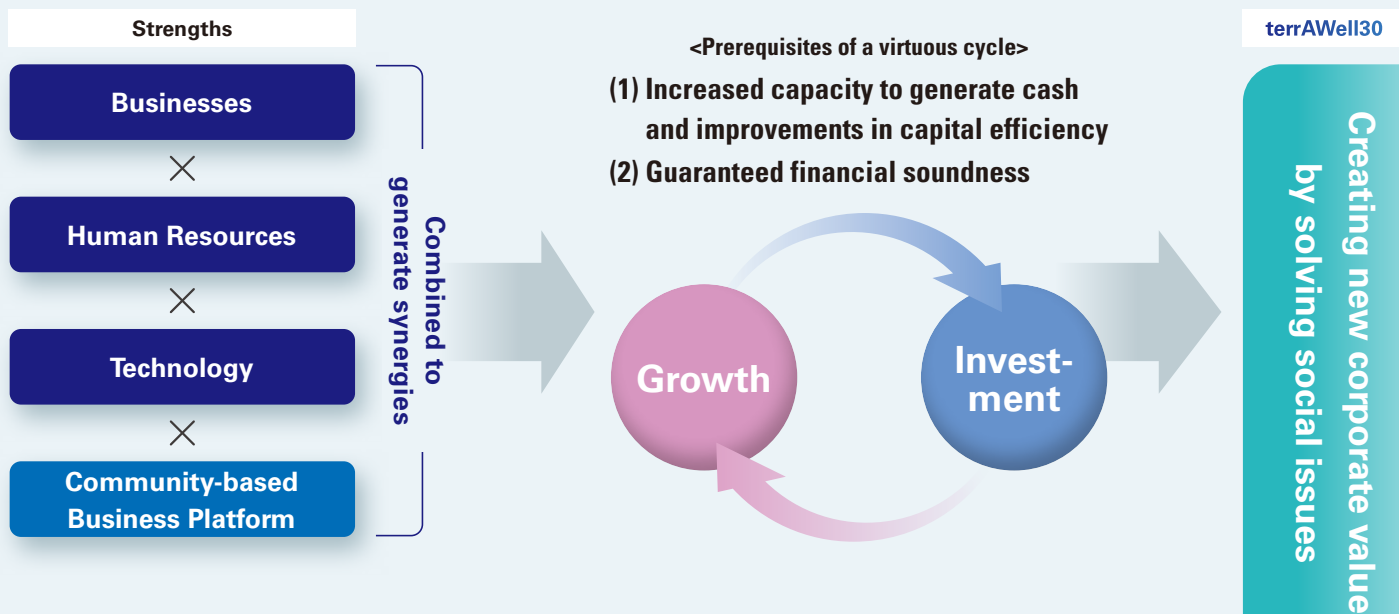 Strengths
Businesses
×
Human Resources
×
Technology
×
Community-based
Business Platform
Combined to
generate synergies
<Prerequisites of a virtuous cycle>
(1) Increased capacity to generate cash
and improvements in capital efficiency
(2) Guaranteed financial soundness
Growth
Invest-
ment
terrAWell30
Creating new corporate value
by solving social issues